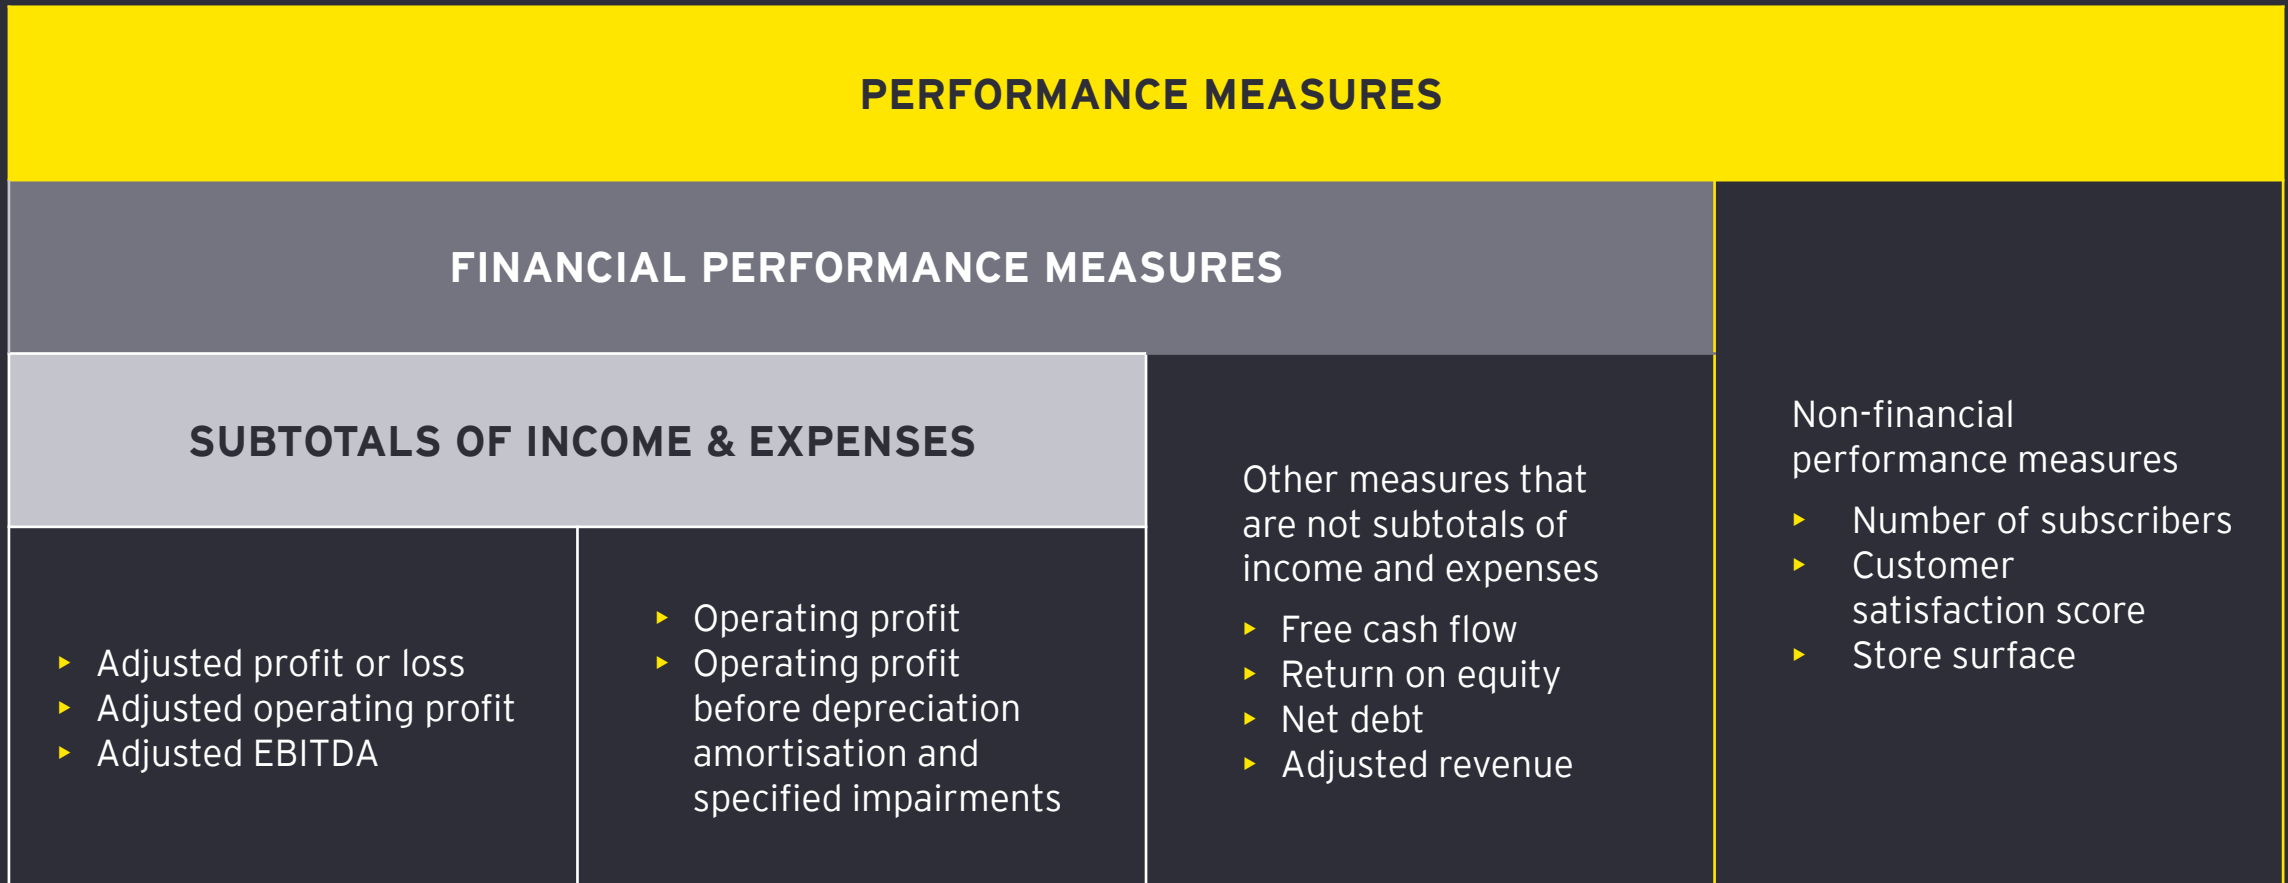 PERFORMANCE MEASURES
FINANCIAL PERFORMANCE MEASURES
SUBTOTALS OF INCOME & EXPENSES
Adjusted profit or loss
Adjusted operating profit
Adjusted EBITDA
Operating profit
Operating profit
before depreciation
amortisation and
specified impairments
Other measures that
are not subtotals of
income and expenses
Free cash flow
Return on equity
Net debt
Adjusted revenue
Non-financial
performance measures
Number of subscribers
Customer
satisfaction score
Store surface